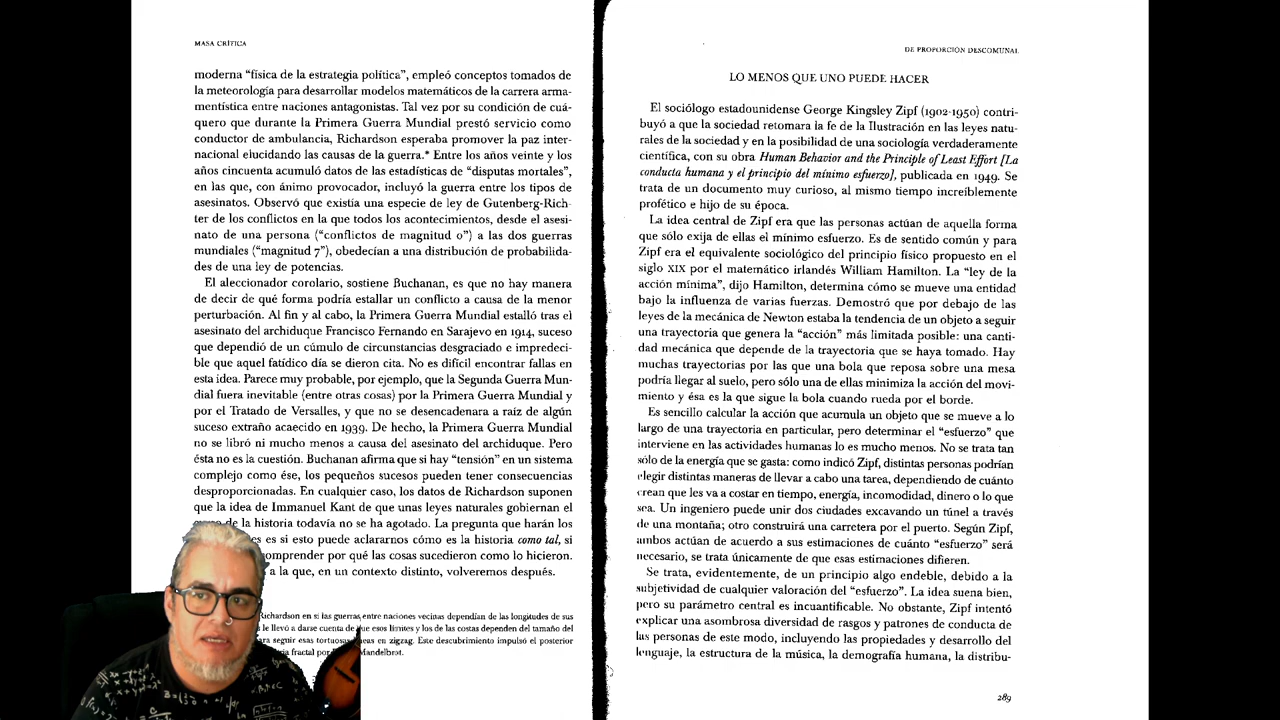 MASA CRÍTICA
moderna “física de la estrategia política”, empleó conceptos tomados de
la meteorología para desarrollar modelos matemáticos de la carrera arma-
mentística entre naciones antagonistas. Tal vez por su condición de cuá-
quero que durante la Primera Guerra Mundial prestó servicio como
conductor de ambulancia, Richardson esperaba promover la paz inter-
nacional elucidando las causas de la guerra.* Entre los años veinte y los
años cincuenta acumuló datos de las estadísticas de “disputas mortales”,
en las que, con ánimo provocador, incluyó la guerra entre los tipos de
asesinatos. Observó que existía una especie de ley de Gutenberg-Rich-
ter de los conflictos en la que todos los acontecimientos, desde el asesi-
nato de una persona (“conflictos de magnitud 0”) a las dos guerras
mundiales (“magnitud 7”), obedecían a una distribución de probabilida-
des de una ley de potencias.
El aleccionador corolario, sostiene Buchanan, es que no hay manera
de decir de qué forma podría estallar un conflicto a causa de la menor
perturbación. Al fin y al cabo, la Primera Guerra Mundial estalló tras el
asesinato del archiduque Francisco Fernando en Sarajevo en 1914, suceso
que dependió de un cúmulo de circunstancias desgraciado e impredeci-
ble que aquel fatídico día se dieron cita. No es difícil encontrar fallas en
esta idea. Parece muy probable, por ejemplo, que la Segunda Guerra Mun-
dial fuera inevitable (entre otras cosas) por la Primera Guerra Mundial y
por el Tratado de Versalles, y que no se desencadenara a raíz de algún
suceso extraño acaecido en 1939. De hecho, la Primera Guerra Mundial
no se libró ni mucho menos a causa del asesinato del archiduque. Pero
ésta no es la cuestión. Buchanan afirma que si hay “tensión” en un sistema
complejo como ése, los pequeños sucesos pueden tener consecuencias
desproporcionadas. En cualquier caso, los datos de Richardson suponen
que la idea de Immanuel Kant de que unas leyes naturales gobiernan el
de la historia todavía no se ha agotado. La pregunta que harán los
es si esto puede aclararnos cómo es la historia como tal, si
comprender por qué las cosas sucedieron como lo hicieron.
a la que, en un contexto distinto, volveremos después.
Richardson en si las guerras entre naciones vecinas dependían de las longitudes de sus
le llevó a darse cuenta de que esos límites y los de las costas dependen del tamaño del
seguir esas tortuosas líneas en zigzag. Este descubrimiento impulsó el posterior
fractal por Mandelbrot.
DE PROPORCIÓN DESCOMUNAL
LO MENOS QUE UNO PUEDE HACER
El sociólogo estadounidense George Kingsley Zipf (1902-1950) contri-
buyó a que la sociedad retomara la fe de la Ilustración en las leyes natu-
rales de la sociedad y en la posibilidad de una sociología verdaderamente
científica, con su obra Human Behavior and the Principle of Least Effort [La
conducta humana y el principio del mínimo esfuerzo], publicada en 1949. Se
trata de un documento muy curioso, al mismo tiempo increíblemente
profético e hijo de su época.
La idea central de Zipf era que las personas actúan de aquella forma
que sólo exija de ellas el mínimo esfuerzo. Es de sentido común y para
Zipf era el equivalente sociológico del principio físico propuesto en el
siglo XIX por el matemático irlandés William Hamilton. La “ley de la
acción mínima”, dijo Hamilton, determina cómo se mueve una entidad
bajo la influencia de varias fuerzas. Demostró que por debajo de las
leyes de la mecánica de Newton estaba la tendencia de un objeto a seguir
una trayectoria que genera la “acción” más limitada posible: una canti-
dad mecánica que depende de la trayectoria que se haya tomado. Hay
muchas trayectorias por las que una bola que reposa sobre una mesa
podría llegar al suelo, pero sólo una de ellas minimiza la acción del movi-
miento y ésa es la que sigue la bola cuando rueda por el borde.
Es sencillo calcular la acción que acumula un objeto que se mueve a lo
largo de una trayectoria en particular, pero determinar el “esfuerzo” que
interviene en las actividades humanas lo es mucho menos. No se trata tan
sólo de la energía que se gasta: como indicó Zipf, distintas personas podrían
elegir distintas maneras de llevar a cabo una tarea, dependiendo de cuánto
crean que les va a costar en tiempo, energía, incomodidad, dinero o lo que
sea. Un ingeniero puede unir dos ciudades excavando un túnel a través
de una montaña; otro construirá una carretera por el puerto. Según Zipf,
ambos actúan de acuerdo a sus estimaciones de cuánto “esfuerzo” será
necesario, se trata únicamente de que esas estimaciones difieren.
Se trata, evidentemente, de un principio algo endeble, debido a la
subjetividad de cualquier valoración del “esfuerzo”. La idea suena bien,
pero su parámetro central es incuantificable. No obstante, Zipf intentó
explicar una asombrosa diversidad de rasgos y patrones de conducta de
las personas de este modo, incluyendo las propiedades y desarrollo del
lenguaje, la estructura de la música, la demografía humana, la distribu-
289